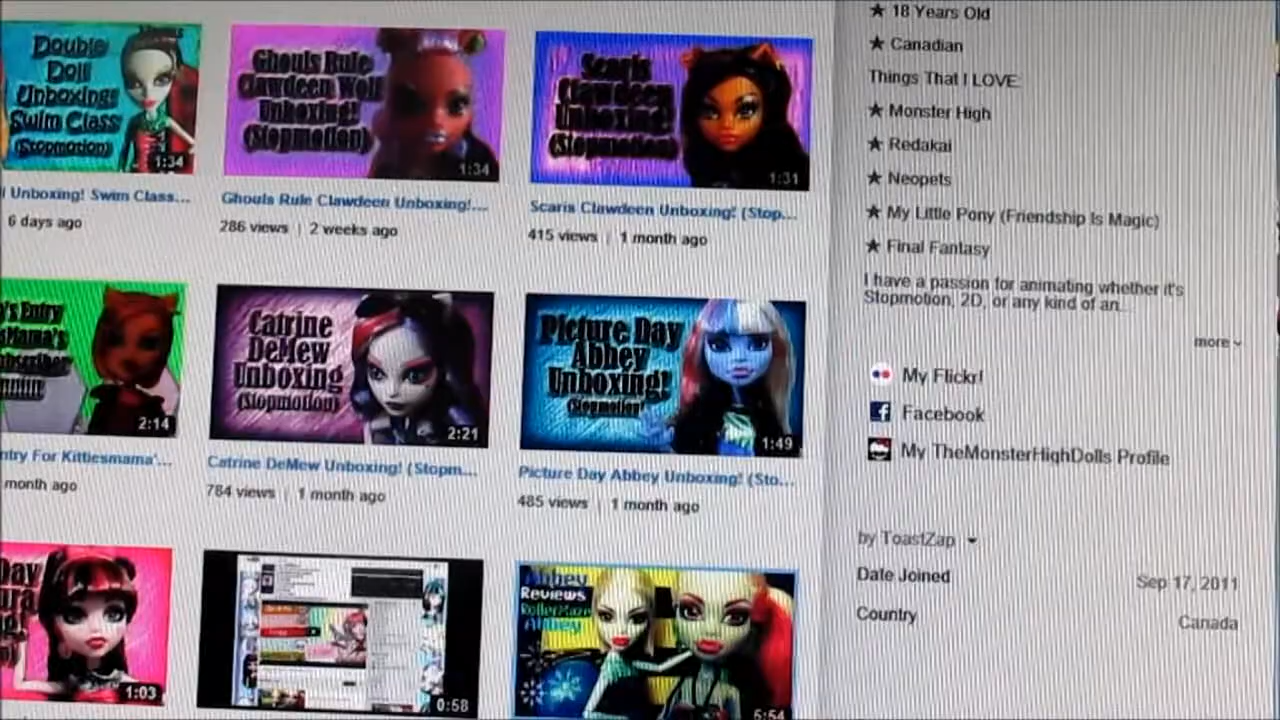 Double
Doll
Unboxing!
Swim Class
(Stopmotion)
1:34
l Unboxing! Swim Class...
6 days ago
Ghouls Rule
Clawdeen Wolf
Unboxing!
(Stopmotion)
1:34
Ghouls Rule Clawdeen Unboxing!....
286 views | 2 weeks ago
Scaris
Clawdeen
Unboxing!
(Stopmotion)
1:31
Scaris Clawdeen Unboxing! (Stop...
415 views | 1 month ago
's Entry
Mama's
2:14
ntry For Kittiesmama'...
month ago
Catrine
DeMew
Unboxing
(Stopmotion)
2:21
Catrine DeMew Unboxing! (Stopm...
784 views | 1 month ago
Picture Day
Abbey
Unboxing!
(Stopmotion)
1:49
Picture Day Abbey Unboxing! (Sto...
485 views | 1 month ago
Day
1:03
0:58
Abbey
Reviews
RollerMaze
Abbey
5:54
★ 18 Years Old
★ Canadian
Things That I LOVE:
★ Monster High
★ Redakai
★ Neopets
★ My Little Pony (Friendship Is Magic)
★ Final Fantasy
I have a passion for animating whether it's
Stopmotion, 2D, or any kind of an...
more
My Flickr!
Facebook
My TheMonsterHighDolls Profile
by ToastZap
Date Joined Sep 17, 2011
Country Canada